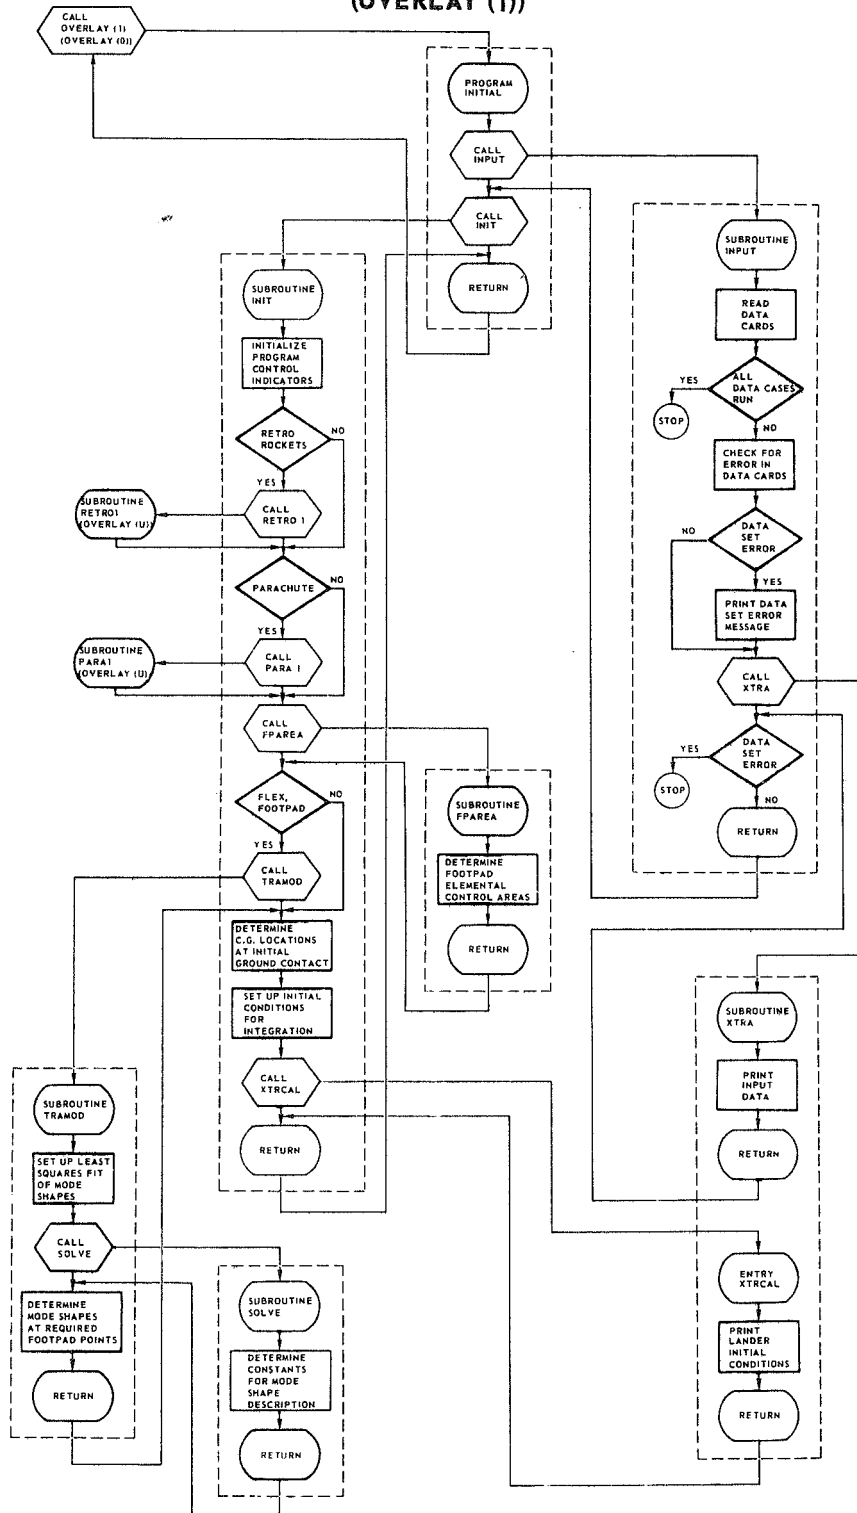 (OVERLAY (1))
CALL
OVERLAY (1)
(OVERLAY (0))
PROGRAM
INITIAL
CALL
INPUT
CALL
INIT
RETURN
SUBROUTINE
INPUT
READ
DATA
CARDS
ALL
DATA CASES
RUN
YES
STOP
NO
CHECK FOR
ERROR IN
DATA CARDS
DATA
SET
ERROR
NO
YES
PRINT DATA
SET ERROR
MESSAGE
CALL
XTRA
DATA
SET
ERROR
YES
STOP
NO
RETURN
SUBROUTINE
INIT
INITIALIZE
PROGRAM
CONTROL
INDICATORS
RETRO
ROCKETS
NO
YES
CALL
RETRO 1
SUBROUTINE
RETRO1
(OVERLAY (U))
PARACHUTE
NO
YES
CALL
PARA 1
SUBROUTINE
PARA1
(OVERLAY (U))
CALL
FPAREA
FLEX,
FOOTPAD
NO
YES
CALL
TRAMOD
DETERMINE
C.G. LOCATIONS
AT INITIAL
GROUND CONTACT
SET UP INITIAL
CONDITIONS
FOR
INTEGRATION
CALL
XTRCAL
RETURN
SUBROUTINE
FPAREA
DETERMINE
FOOTPAD
ELEMENTAL
CONTROL AREAS
RETURN
SUBROUTINE
XTRA
PRINT
INPUT
DATA
RETURN
ENTRY
XTRCAL
PRINT
LANDER
INITIAL
CONDITIONS
RETURN
SUBROUTINE
TRAMOD
SET UP LEAST
SQUARES FIT
OF MODE
SHAPES
CALL
SOLVE
DETERMINE
MODE SHAPES
AT REQUIRED
FOOTPAD POINTS
RETURN
SUBROUTINE
SOLVE
DETERMINE
CONSTANTS
FOR MODE
SHAPE
DESCRIPTION
RETURN